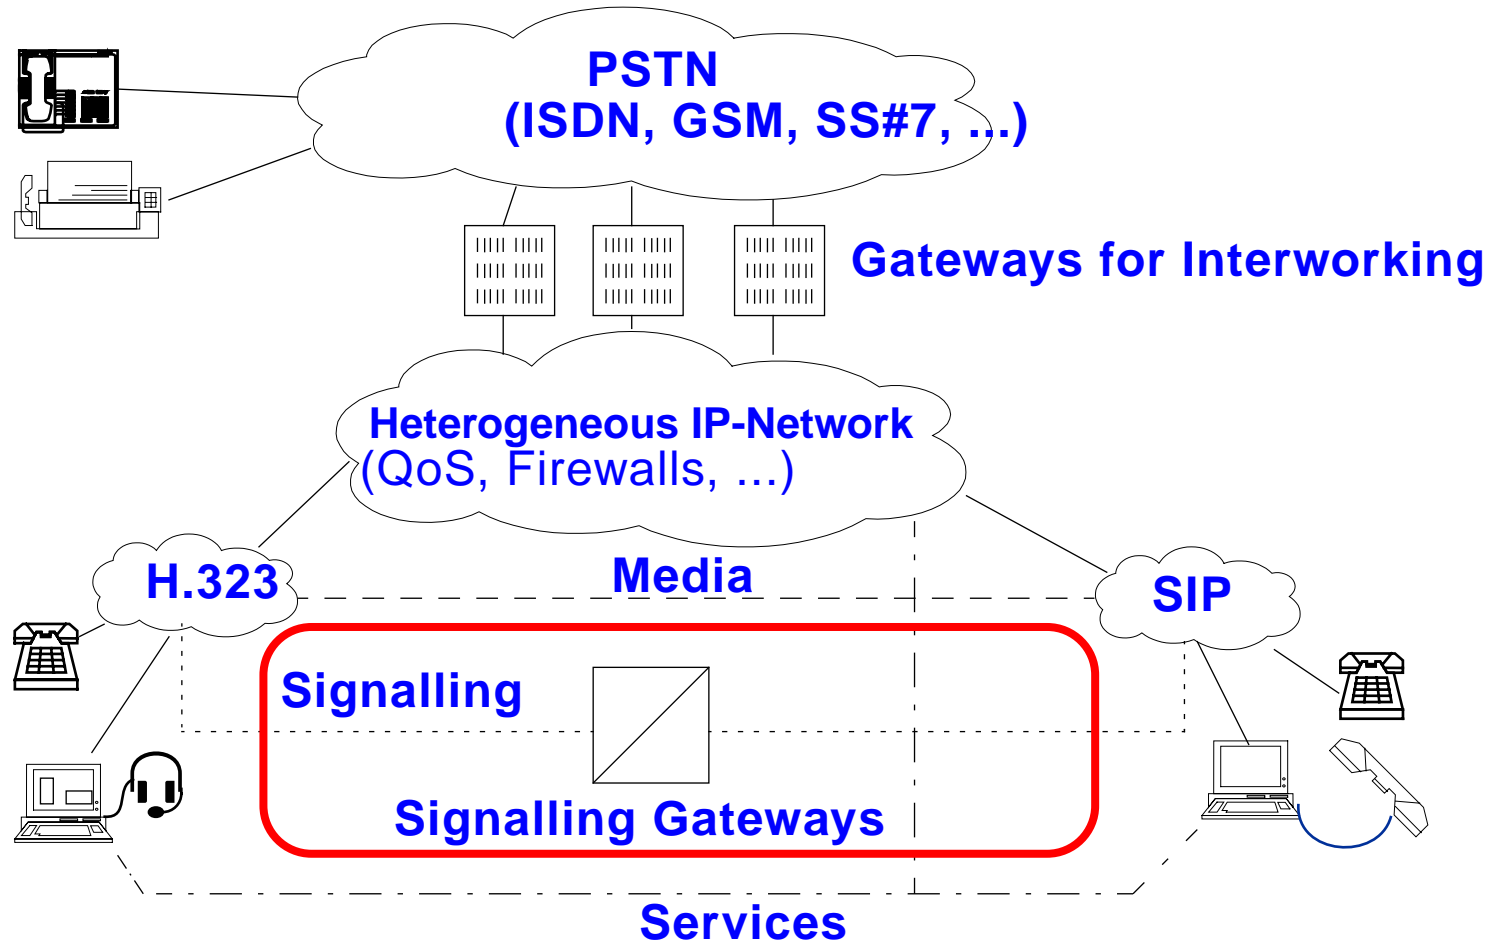 PSTN
(ISDN, GSM, SS#7, ...)
Gateways for Interworking
Heterogeneous IP-Network
(QoS, Firewalls, ...)
H.323
Media
SIP
Signalling
Signalling Gateways
Services